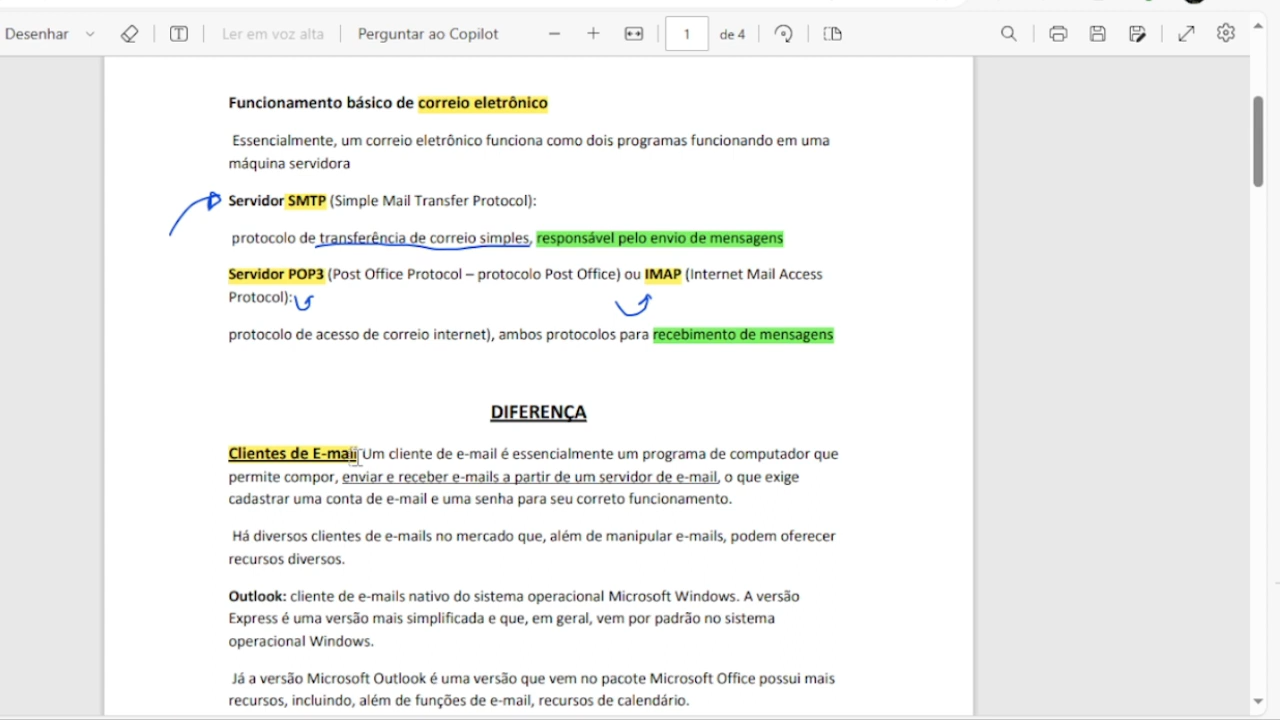 Desenhar
Ler em voz alta
Perguntar ao Copilot
1
de 4
Funcionamento básico de correio eletrônico
Essencialmente, um correio eletrônico funciona como dois programas funcionando em uma
máquina servidora
Servidor SMTP (Simple Mail Transfer Protocol):
protocolo de transferência de correio simples, responsável pelo envio de mensagens
Servidor POP3 (Post Office Protocol – protocolo Post Office) ou IMAP (Internet Mail Access
Protocol):
protocolo de acesso de correio internet), ambos protocolos para recebimento de mensagens
DIFERENÇA
Clientes de E-mail Um cliente de e-mail é essencialmente um programa de computador que
permite compor, enviar e receber e-mails a partir de um servidor de e-mail, o que exige
cadastrar uma conta de e-mail e uma senha para seu correto funcionamento.
Há diversos clientes de e-mails no mercado que, além de manipular e-mails, podem oferecer
recursos diversos.
Outlook: cliente de e-mails nativo do sistema operacional Microsoft Windows. A versão
Express é uma versão mais simplificada e que, em geral, vem por padrão no sistema
operacional Windows.
Já a versão Microsoft Outlook é uma versão que vem no pacote Microsoft Office possui mais
recursos, incluindo, além de funções de e-mail, recursos de calendário.